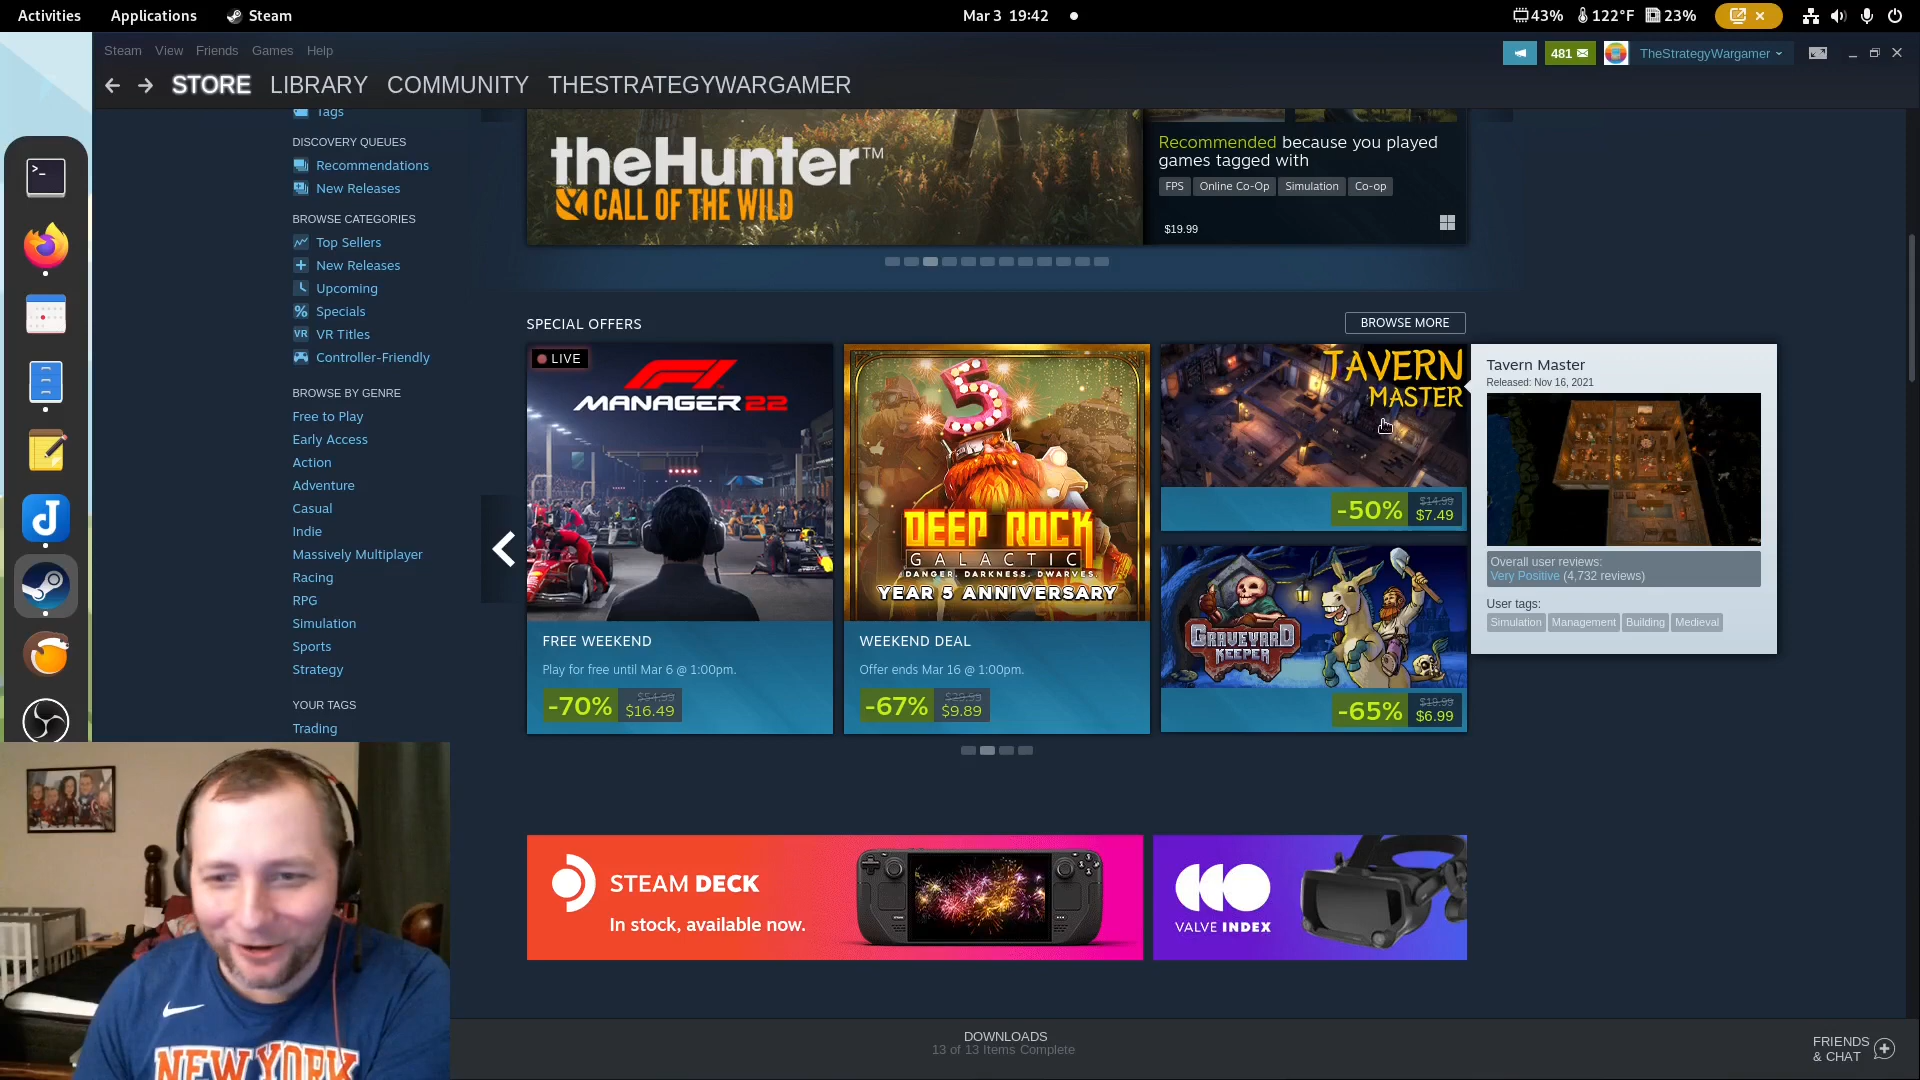 Activities
Applications
Steam
Mar 3 19:42
43%
122°F
23%
Steam
View
Friends
Games
Help
481
TheStrategyWargamer
STORE
LIBRARY
COMMUNITY
THESTRATEGYWARGAMER
Tags
DISCOVERY QUEUES
Recommendations
New Releases
BROWSE CATEGORIES
Top Sellers
New Releases
Upcoming
Specials
VR VR Titles
Controller-Friendly
BROWSE BY GENRE
Free to Play
Early Access
Action
Adventure
Casual
Indie
Massively Multiplayer
Racing
RPG
Simulation
Sports
Strategy
YOUR TAGS
Trading
theHunter™
CALL OF THE WILD
Recommended because you played
games tagged with
FPS
Online Co-Op
Simulation
Co-op
$19.99
SPECIAL OFFERS
BROWSE MORE
LIVE
MANAGER 22
FREE WEEKEND
Play for free until Mar 6 @ 1:00pm.
-70%
$54.99
$16.49
5
DEEP ROCK
GALACTIC
DANGER. DARKNESS. DWARVES.
YEAR 5 ANNIVERSARY
WEEKEND DEAL
Offer ends Mar 16 @ 1:00pm.
-67%
$29.99
$9.89
TAVERN
MASTER
-50%
$14.99
$7.49
GRAVEYARD
KEEPER
-65%
$19.99
$6.99
Tavern Master
Released: Nov 16, 2021
Overall user reviews:
Very Positive (4,732 reviews)
User tags:
Simulation
Management
Building
Medieval
STEAM DECK
In stock, available now.
VALVE INDEX
NEW YORK
DOWNLOADS
13 of 13 Items Complete
FRIENDS
& CHAT